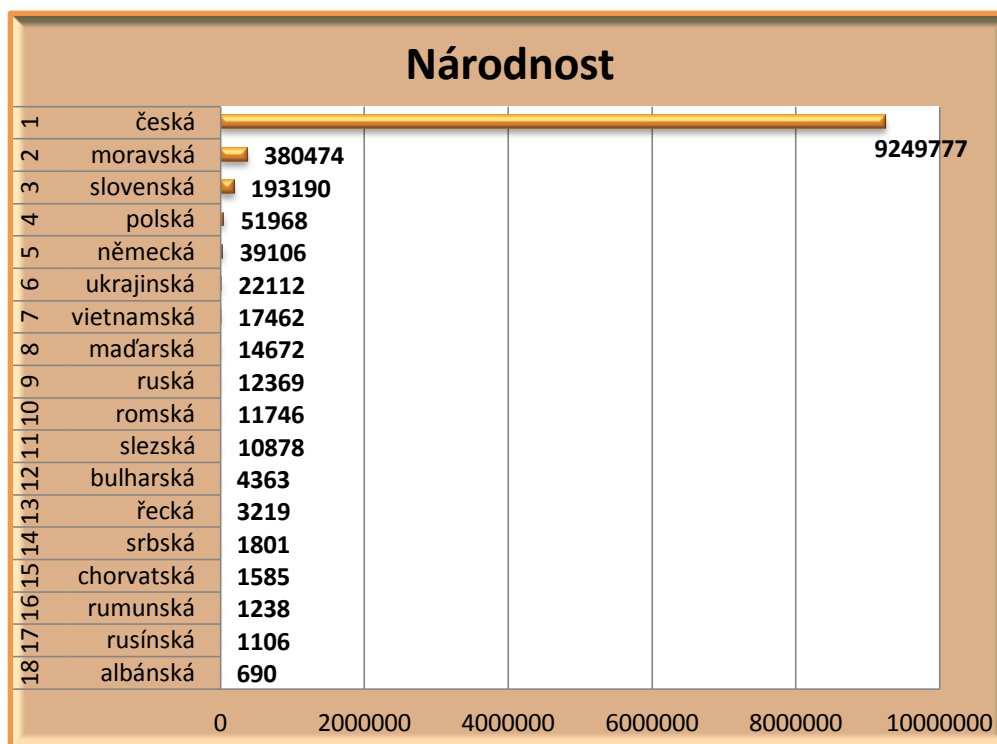 Národnost
1 česká 9249777
2 moravská 380474
3 slovenská 193190
4 polská 51968
5 německá 39106
6 ukrajinská 22112
7 vietnamská 17462
8 maďarská 14672
9 ruská 12369
10 romská 11746
11 slezská 10878
12 bulharská 4363
13 řecká 3219
14 srbská 1801
15 chorvatská 1585
16 rumunská 1238
17 rusínská 1106
18 albánská 690
0 2000000 4000000 6000000 8000000 10000000